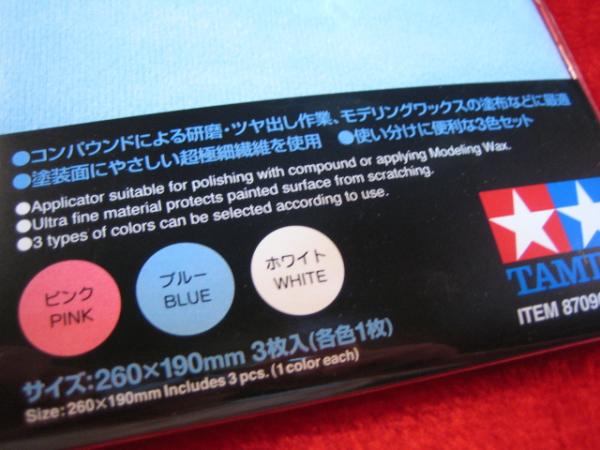 ●コンパウンドによる研磨・ツヤ出し作業、モデリングワックスの塗布などに最適
●塗装面にやさしい超極細繊維を使用 ●使い分けに便利な3色セット
●Applicator suitable for polishing with compound or applying Modeling Wax.
●Ultra fine material protects painted surface from scratching.
●3 types of colors can be selected according to use.
ピンク
PINK
ブルー
BLUE
ホワイト
WHITE
サイズ:260×190mm 3枚入(各色1枚)
Size: 260×190mm Includes 3 pcs. (1 color each)
ITEM